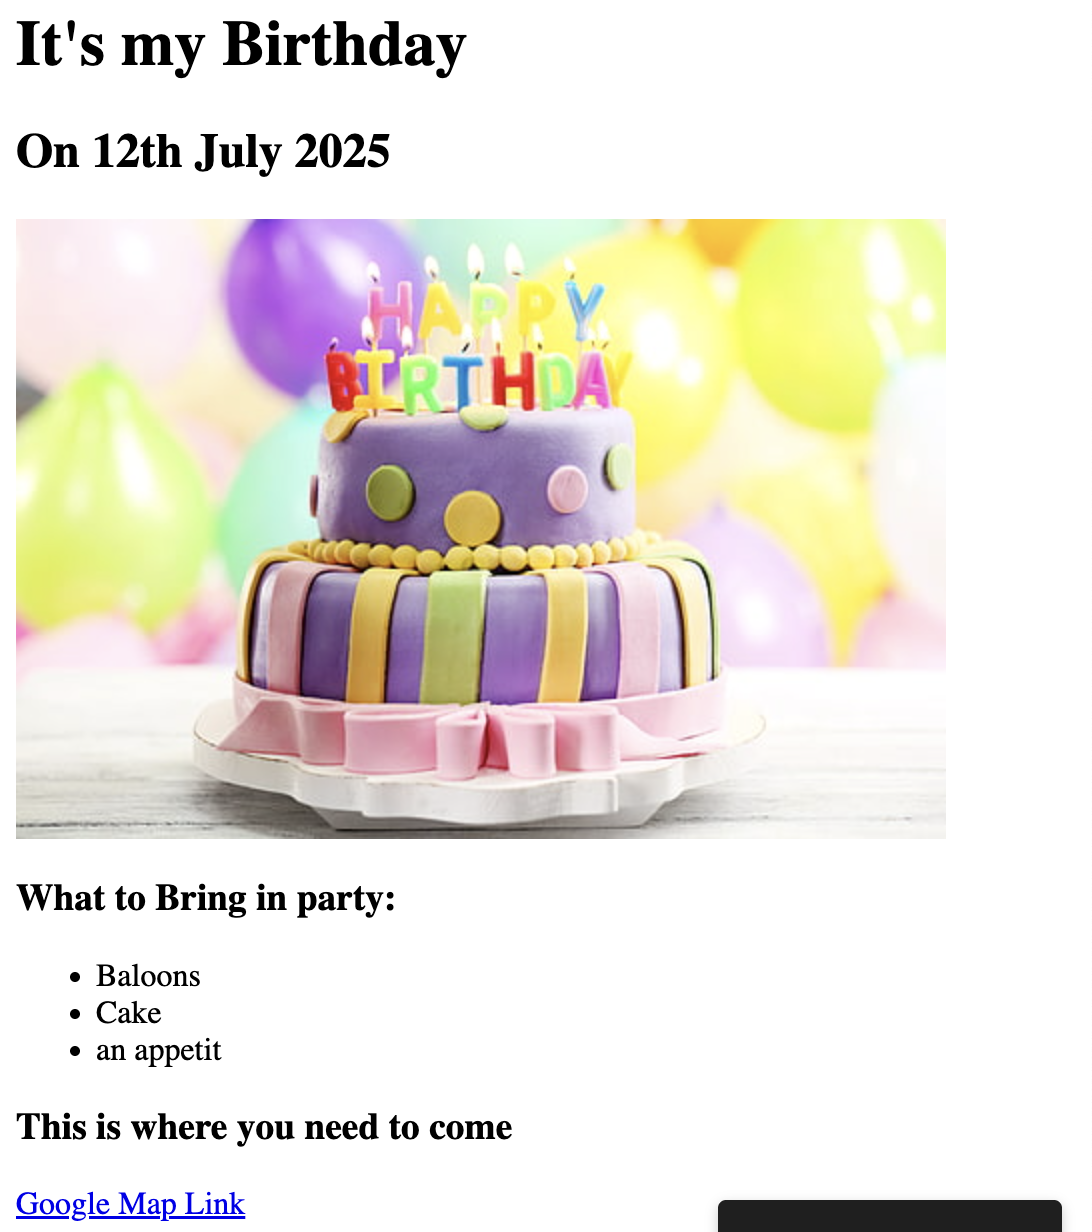 It's my Birthday
On 12th July 2025
HAPPY
BIRTHDAY
What to Bring in party:
Baloons
Cake
an appetit
This is where you need to come
Google Map Link